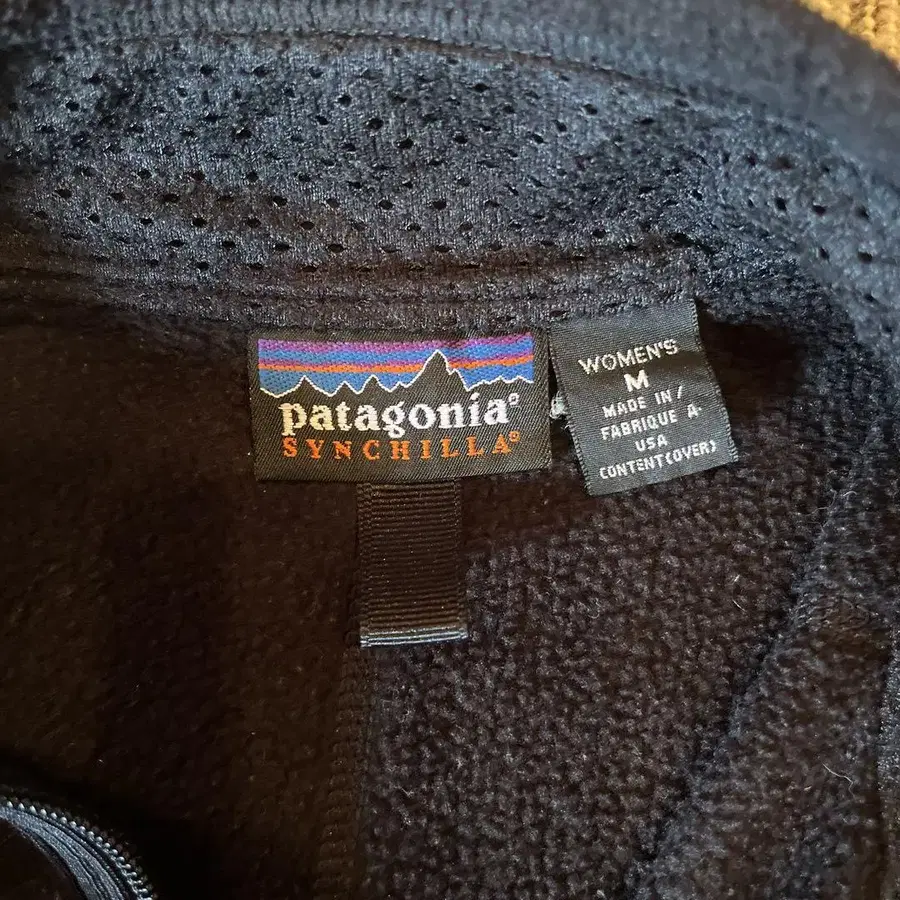 patagonia®
SYNCHILLA®
WOMEN'S
M
MADE IN/
FABRIQUE A-
USA
CONTENT(OVER)